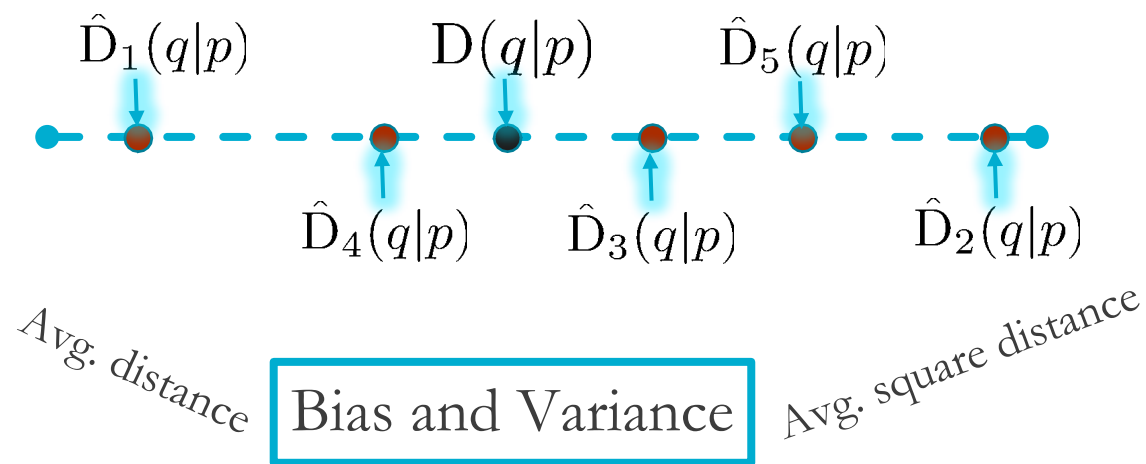 D̂₁(q|p) D(q|p) D̂₅(q|p)
D̂₄(q|p) D̂₃(q|p) D̂₂(q|p)
Avg. distance
Bias and Variance
Avg. square distance